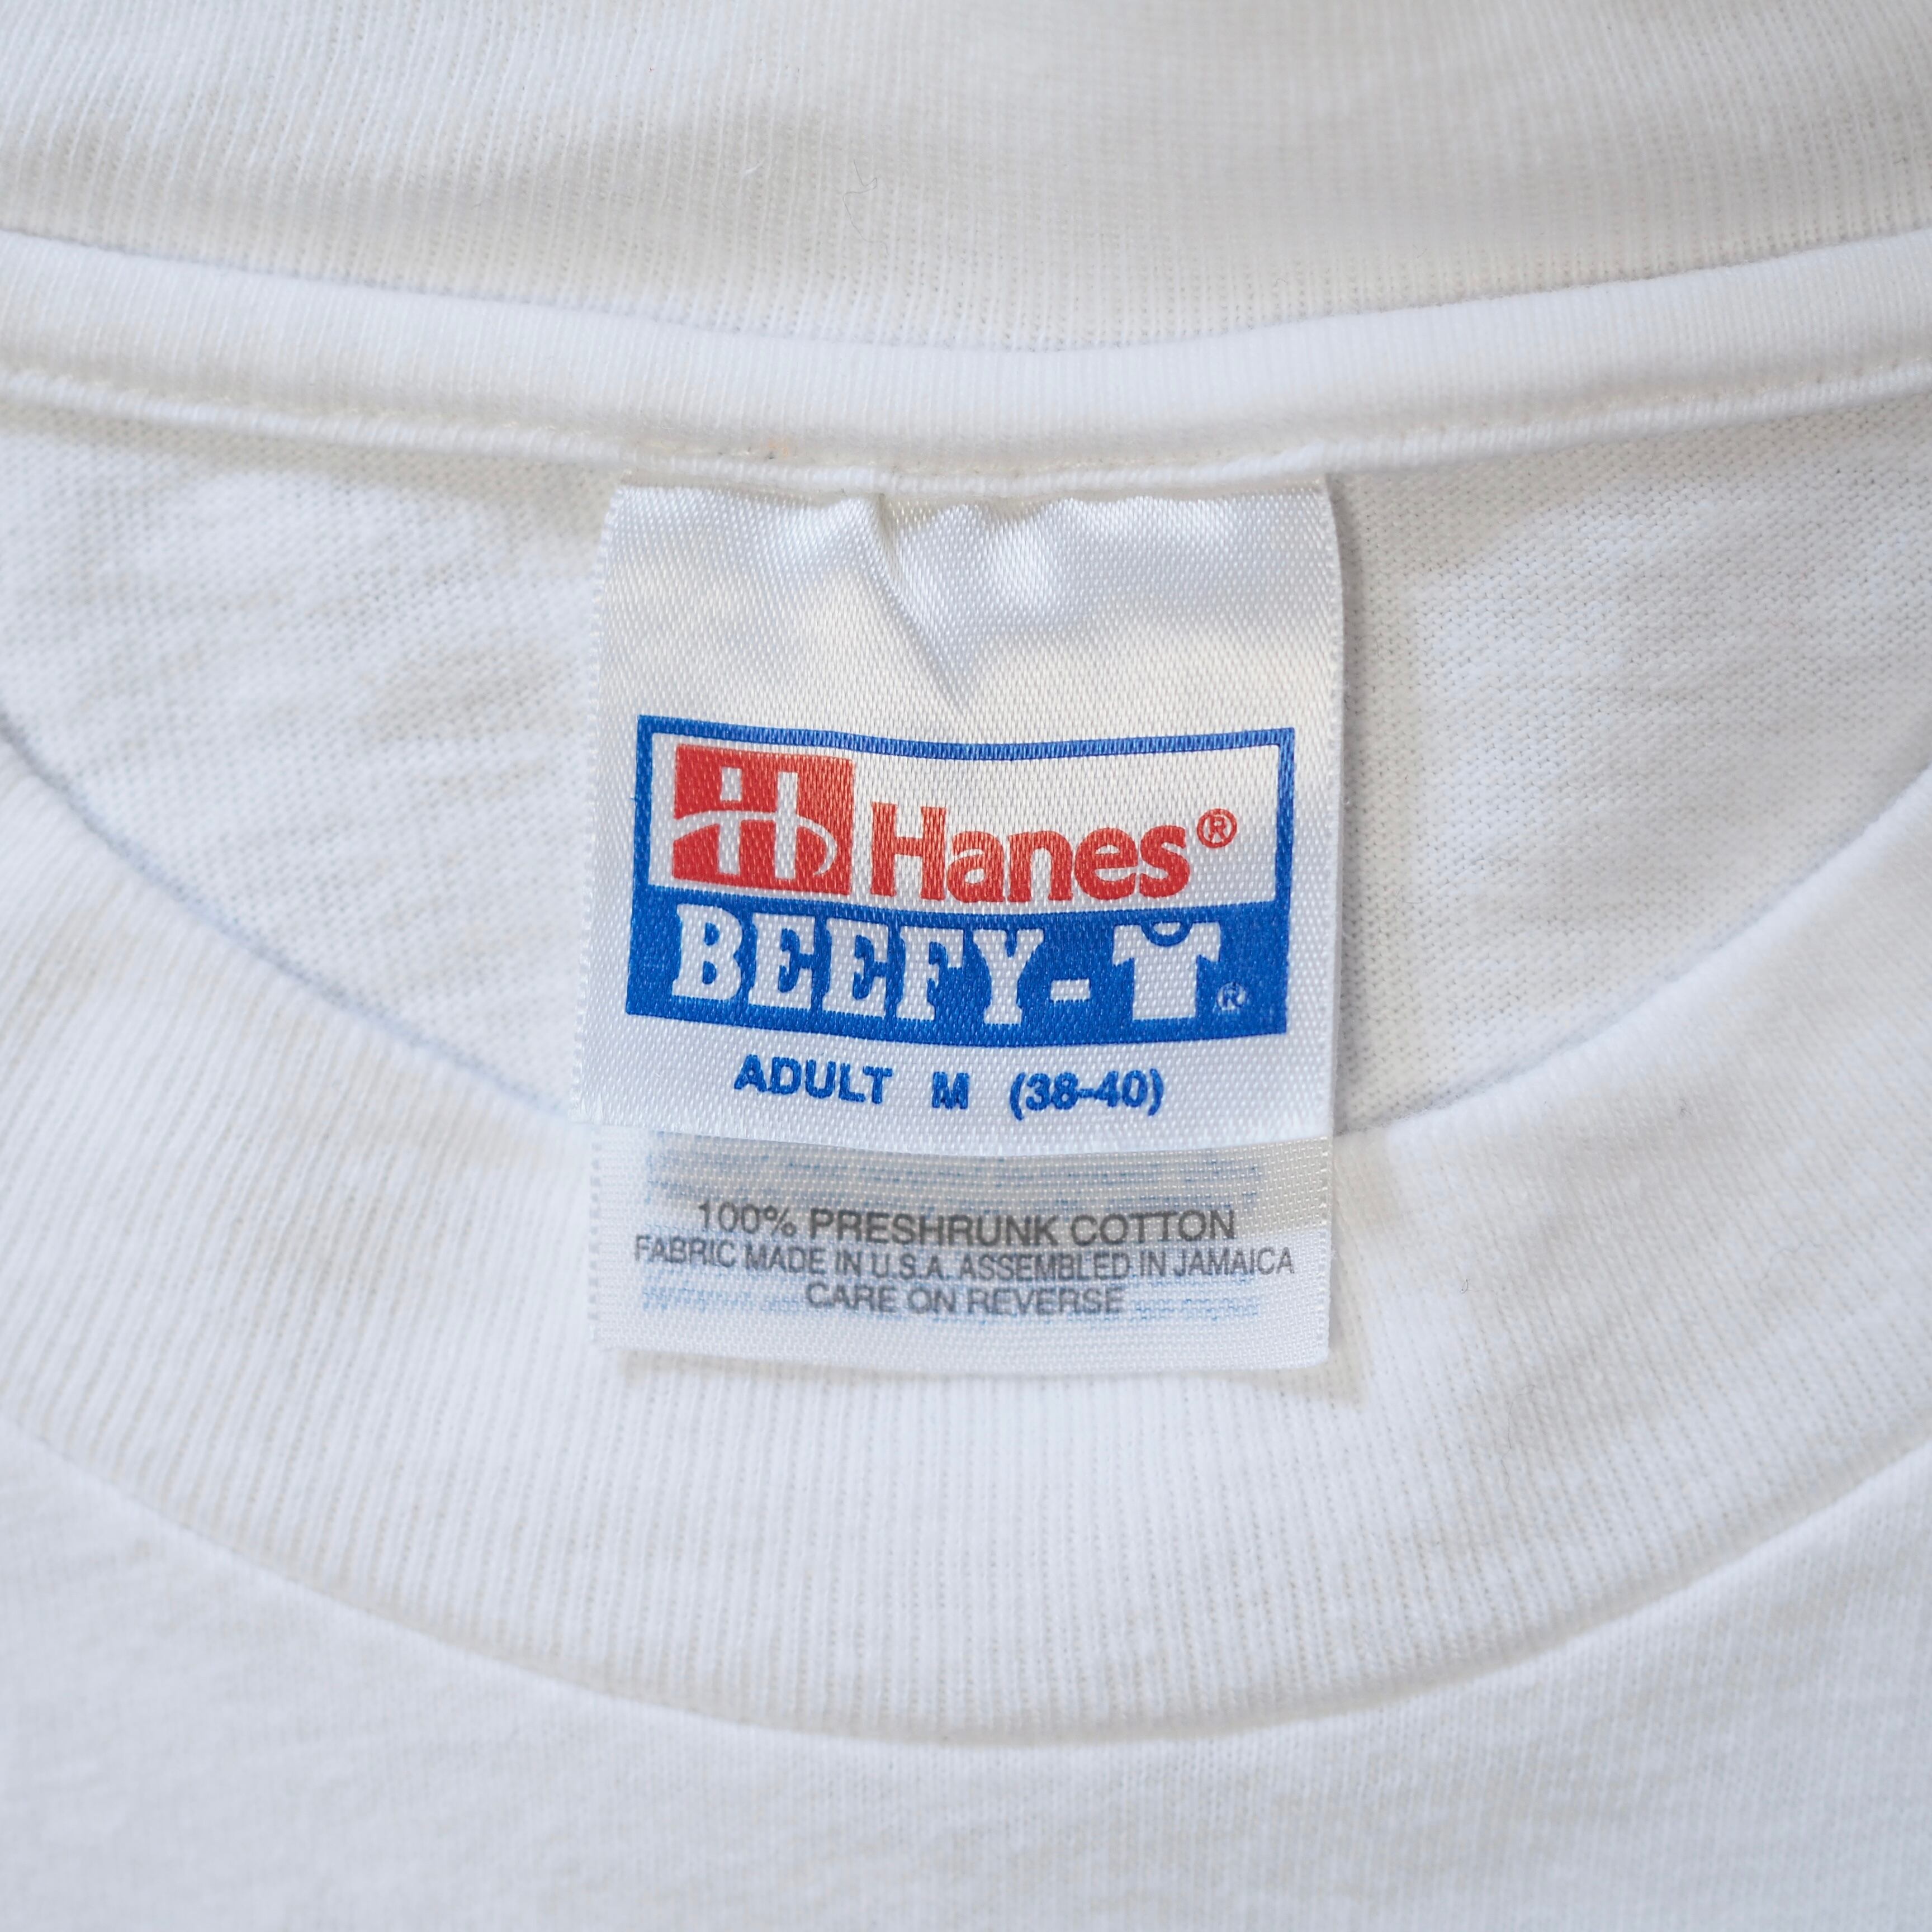 Hanes®
BEEFY-T®
ADULT M (38-40)
100% PRESHRUNK COTTON
FABRIC MADE IN U.S.A. ASSEMBLED IN JAMAICA
CARE ON REVERSE